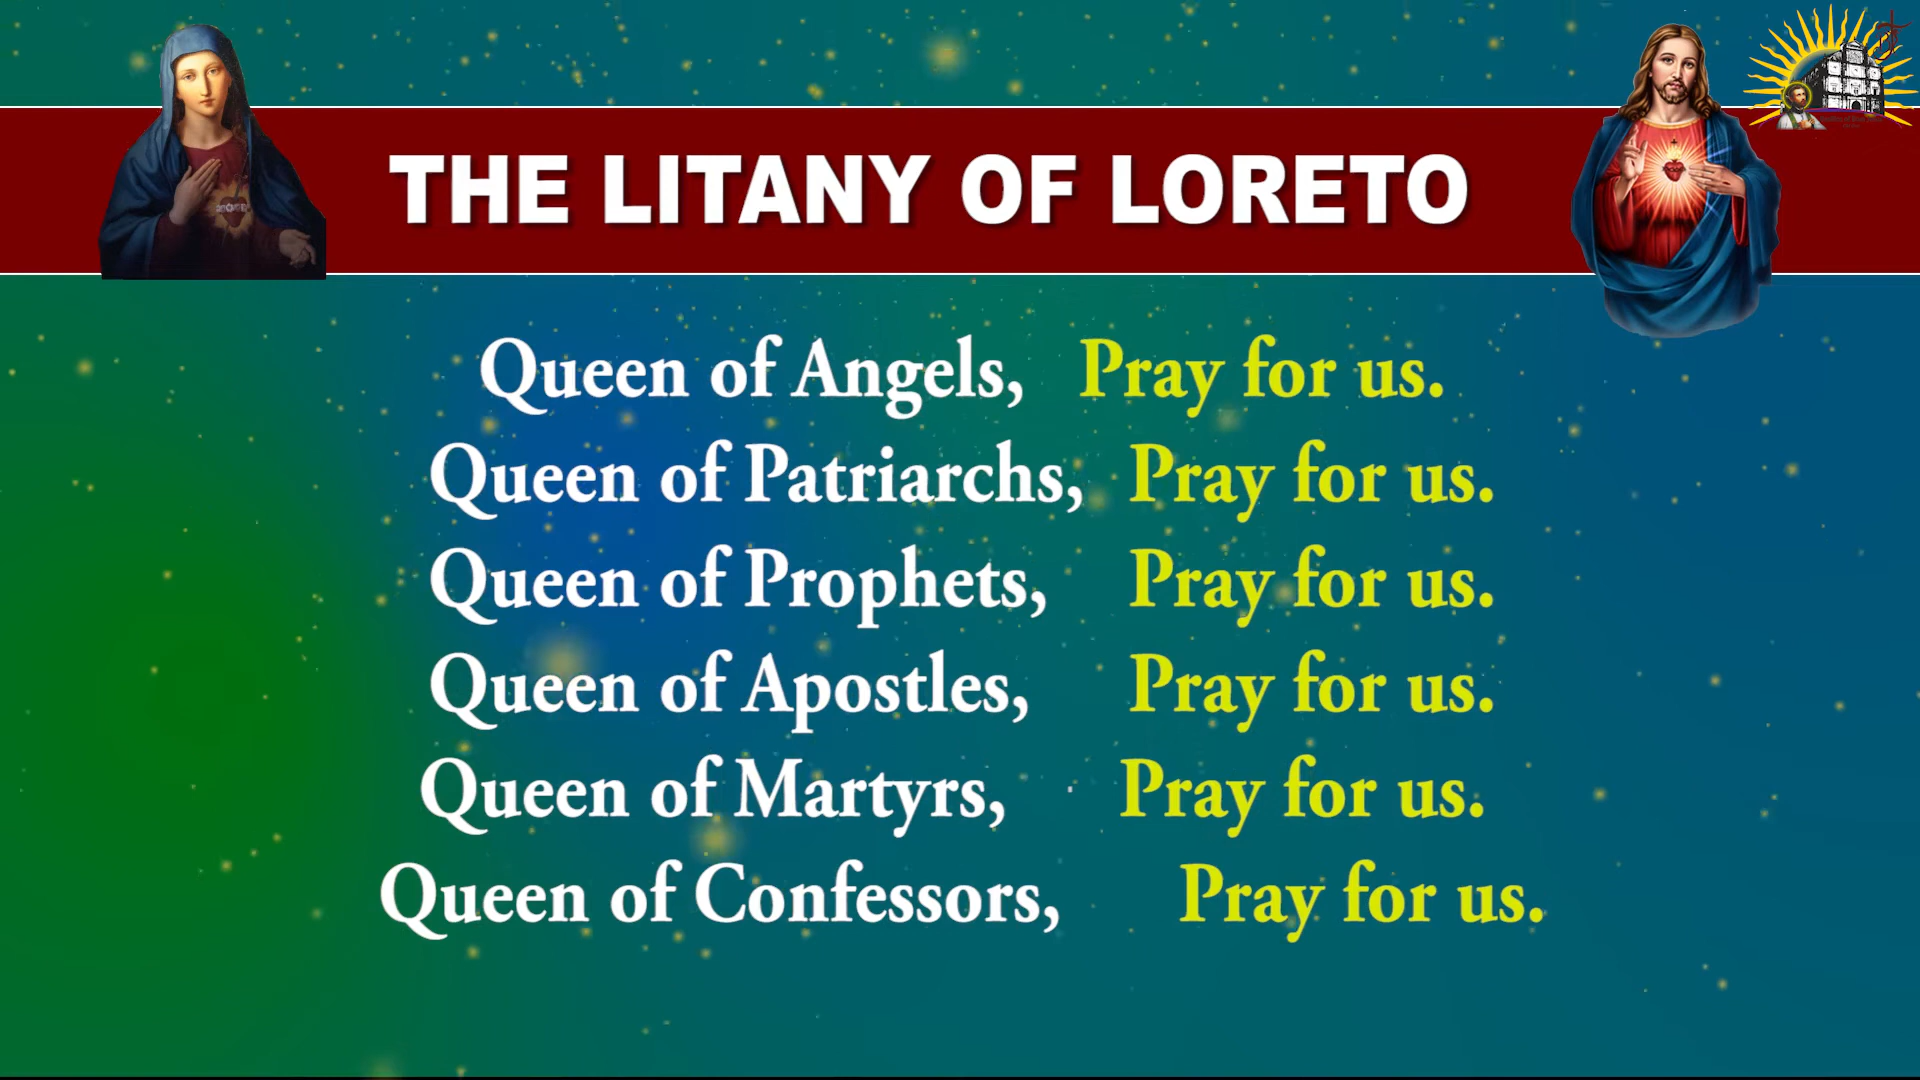 THE LITANY OF LORETO
Queen of Angels, Pray for us.
Queen of Patriarchs, Pray for us.
Queen of Prophets, Pray for us.
Queen of Apostles, Pray for us.
Queen of Martyrs, Pray for us.
Queen of Confessors, Pray for us.